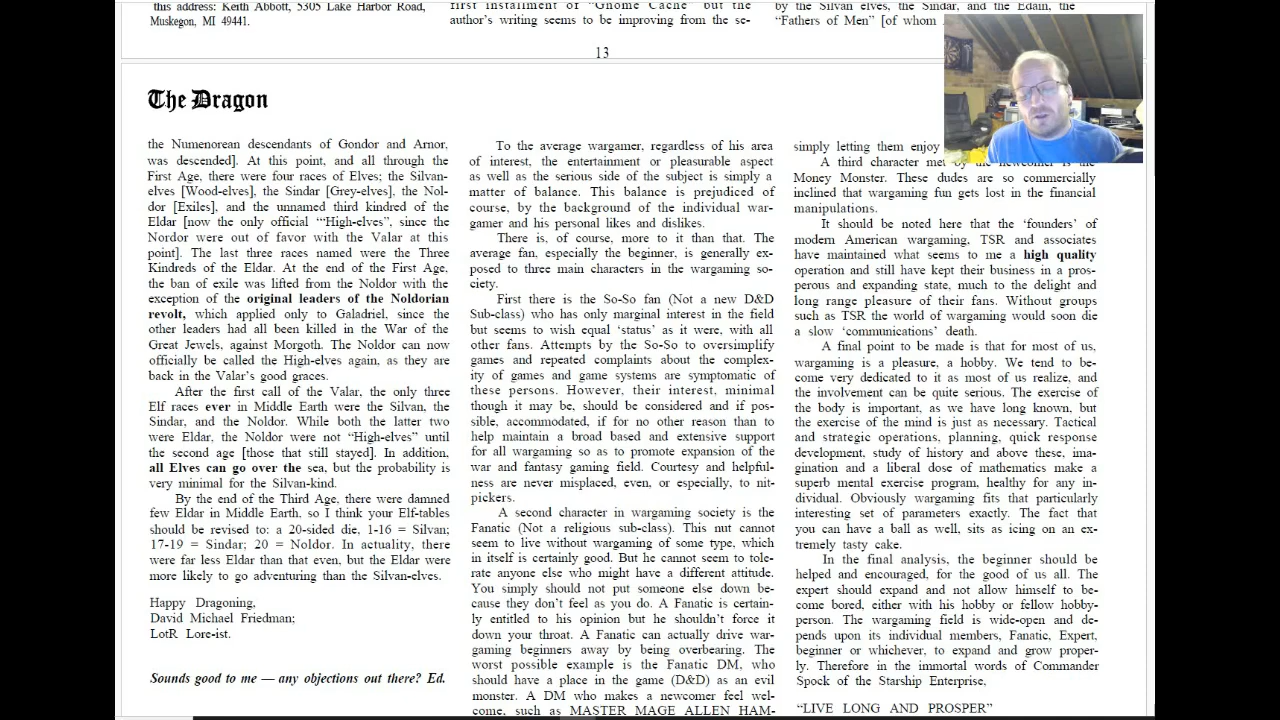 this address: Keith Abbott, 5305 Lake Harbor Road,
Muskegon, MI 49441.
first installment of "Gnome Cache" but the
author's writing seems to be improving from the se-
by the Silvan elves, the Sindar, and the Edain, the
"Fathers of Men" [of whom
13
The Dragon
the Numenorean descendants of Gondor and Arnor,
was descended]. At this point, and all through the
First Age, there were four races of Elves; the Silvan-
elves [Wood-elves], the Sindar [Grey-elves], the Nol-
dor [Exiles], and the unnamed third kindred of the
Eldar [now the only official "'High-elves", since the
Nordor were out of favor with the Valar at this
point]. The last three races named were the Three
Kindreds of the Eldar. At the end of the First Age,
the ban of exile was lifted from the Noldor with the
exception of the original leaders of the Noldorian
revolt, which applied only to Galadriel, since the
other leaders had all been killed in the War of the
Great Jewels, against Morgoth. The Noldor can now
officially be called the High-elves again, as they are
back in the Valar's good graces.
After the first call of the Valar, the only three
Elf races ever in Middle Earth were the Silvan, the
Sindar, and the Noldor. While both the latter two
were Eldar, the Noldor were not "High-elves" until
the second age [those that still stayed]. In addition,
all Elves can go over the sea, but the probability is
very minimal for the Silvan-kind.
By the end of the Third Age, there were damned
few Eldar in Middle Earth, so I think your Elf-tables
should be revised to: a 20-sided die, 1-16 = Silvan;
17-19 = Sindar; 20 = Noldor. In actuality, there
were far less Eldar than that even, but the Eldar were
more likely to go adventuring than the Silvan-elves.
Happy Dragoning,
David Michael Friedman;
LotR Lore-ist.
Sounds good to me — any objections out there? Ed.
To the average wargamer, regardless of his area
of interest, the entertainment or pleasurable aspect
as well as the serious side of the subject is simply a
matter of balance. This balance is prejudiced of
course, by the background of the individual war-
gamer and his personal likes and dislikes.
There is, of course, more to it than that. The
average fan, especially the beginner, is generally ex-
posed to three main characters in the wargaming so-
ciety.
First there is the So-So fan (Not a new D&D
Sub-class) who has only marginal interest in the field
but seems to wish equal 'status' as it were, with all
other fans. Attempts by the So-So to oversimplify
games and repeated complaints about the complex-
ity of games and game systems are symptomatic of
these persons. However, their interest, minimal
though it may be, should be considered and if pos-
sible, accommodated, if for no other reason than to
help maintain a broad based and extensive support
for all wargaming so as to promote expansion of the
war and fantasy gaming field. Courtesy and helpful-
ness are never misplaced, even, or especially, to nit-
pickers.
A second character in wargaming society is the
Fanatic (Not a religious sub-class). This nut cannot
seem to live without wargaming of some type, which
in itself is certainly good. But he cannot seem to tole-
rate anyone else who might have a different attitude.
You simply should not put someone else down be-
cause they don't feel as you do. A Fanatic is certain-
ly entitled to his opinion but he shouldn't force it
down your throat. A Fanatic can actually drive war-
gaming beginners away by being overbearing. The
worst possible example is the Fanatic DM, who
should have a place in the game (D&D) as an evil
monster. A DM who makes a newcomer feel wel-
come, such as MASTER MAGE ALLEN HAM-
simply letting them enjoy
A third character met by the newcomer is the
Money Monster. These dudes are so commercially
inclined that wargaming fun gets lost in the financial
manipulations.
It should be noted here that the 'founders' of
modern American wargaming, TSR and associates
have maintained what seems to me a high quality
operation and still have kept their business in a pros-
perous and expanding state, much to the delight and
long range pleasure of their fans. Without groups
such as TSR the world of wargaming would soon die
a slow 'communications' death.
A final point to be made is that for most of us,
wargaming is a pleasure, a hobby. We tend to be-
come very dedicated to it as most of us realize, and
the involvement can be quite serious. The exercise of
the body is important, as we have long known, but
the exercise of the mind is just as necessary. Tactical
and strategic operations, planning, quick response
development, study of history and above these, ima-
gination and a liberal dose of mathematics make a
superb mental exercise program, healthy for any in-
dividual. Obviously wargaming fits that particularly
interesting set of parameters exactly. The fact that
you can have a ball as well, sits as icing on an ex-
tremely tasty cake.
In the final analysis, the beginner should be
helped and encouraged, for the good of us all. The
expert should expand and not allow himself to be-
come bored, either with his hobby or fellow hobby-
person. The wargaming field is wide-open and de-
pends upon its individual members, Fanatic, Expert,
beginner or whichever, to expand and grow proper-
ly. Therefore in the immortal words of Commander
Spock of the Starship Enterprise,
"LIVE LONG AND PROSPER"